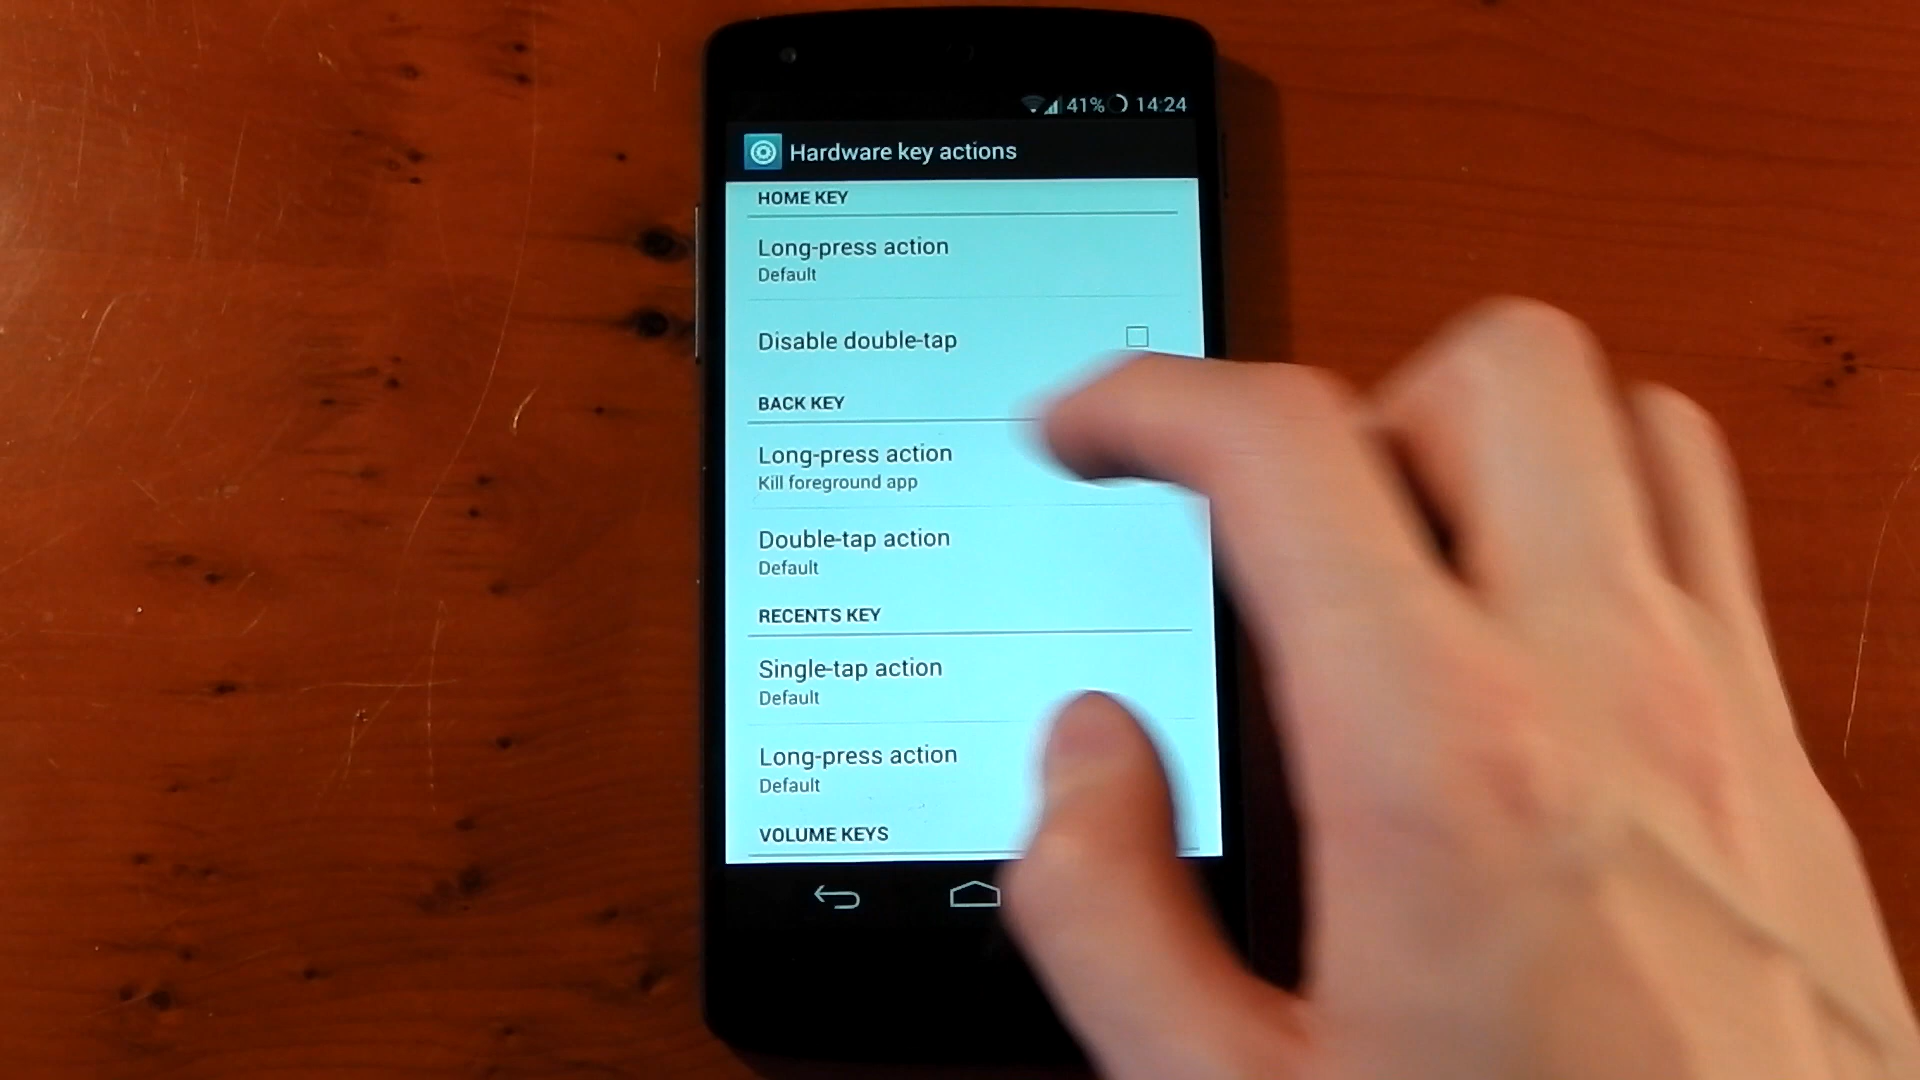 41% 14:24
Hardware key actions
HOME KEY
Long-press action
Default
Disable double-tap
BACK KEY
Long-press action
Kill foreground app
Double-tap action
Default
RECENTS KEY
Single-tap action
Default
Long-press action
Default
VOLUME KEYS